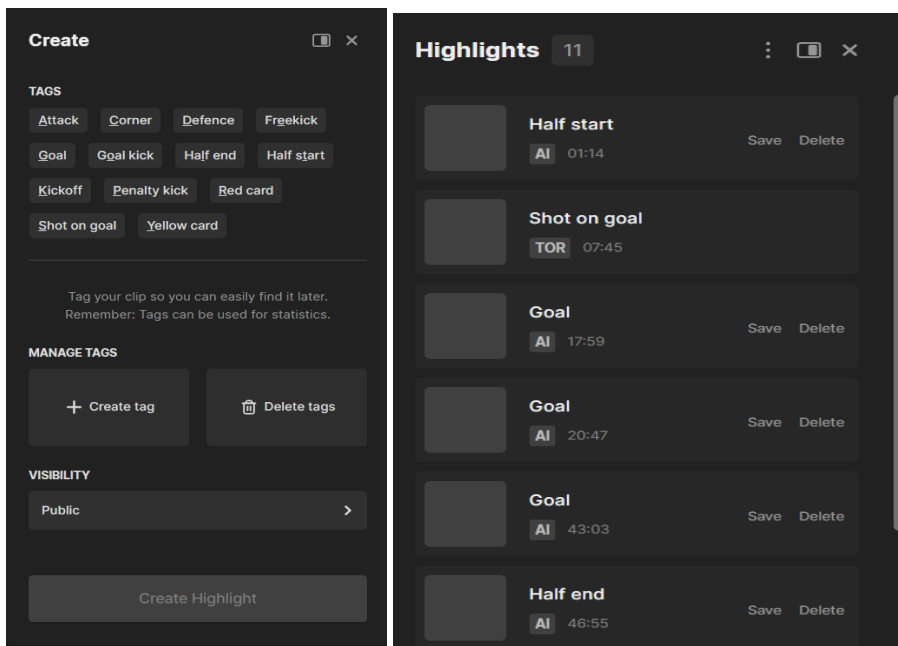 Create
TAGS
Attack Corner Defence Freekick
Goal Goal kick Half end Half start
Kickoff Penalty kick Red card
Shot on goal Yellow card
Tag your clip so you can easily find it later.
Remember: Tags can be used for statistics.
MANAGE TAGS
Create tag Delete tags
VISIBILITY
Public
Create Highlight
Highlights 11
Half start
AI 01:14 Save Delete
Shot on goal
TOR 07:45
Goal
AI 17:59 Save Delete
Goal
AI 20:47 Save Delete
Goal
AI 43:03 Save Delete
Half end
AI 46:55 Save Delete